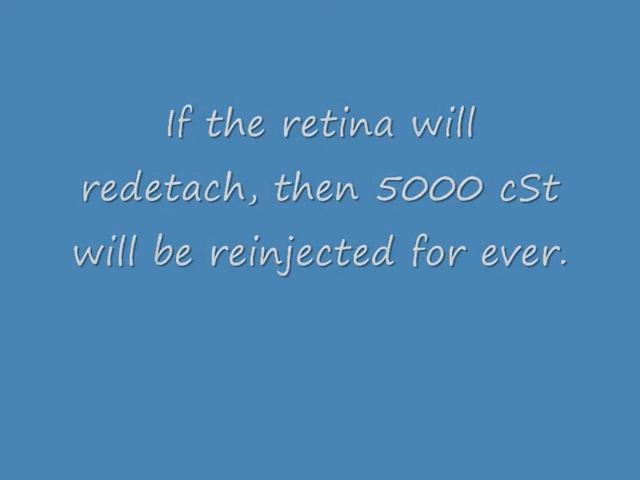 If the retina will
redetach, then 5000 cSt
will be reinjected for ever.